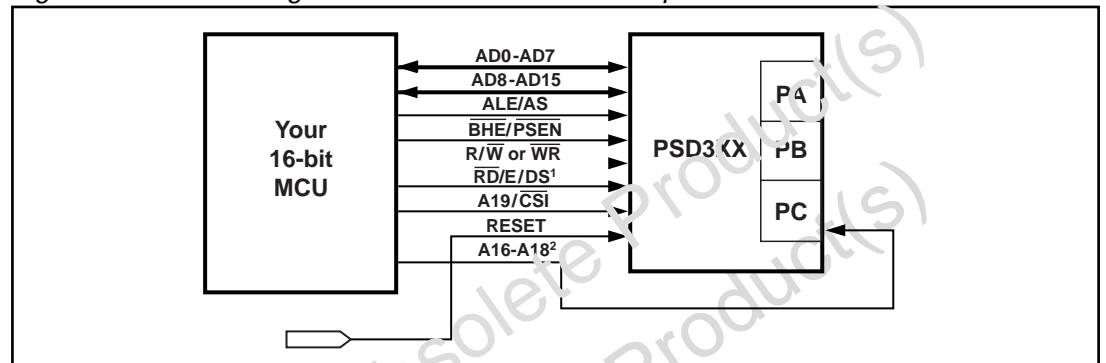 AD0-AD7
AD8-AD15
ALE/AS
BHE/PSEN
R/W or WR
RD/E/DS¹
A19/CSI
RESET
A16-A18²
Your
16-bit
MCU
PSD3XX
PA
PB
PC
Obsolete Product(s)
Product(s)